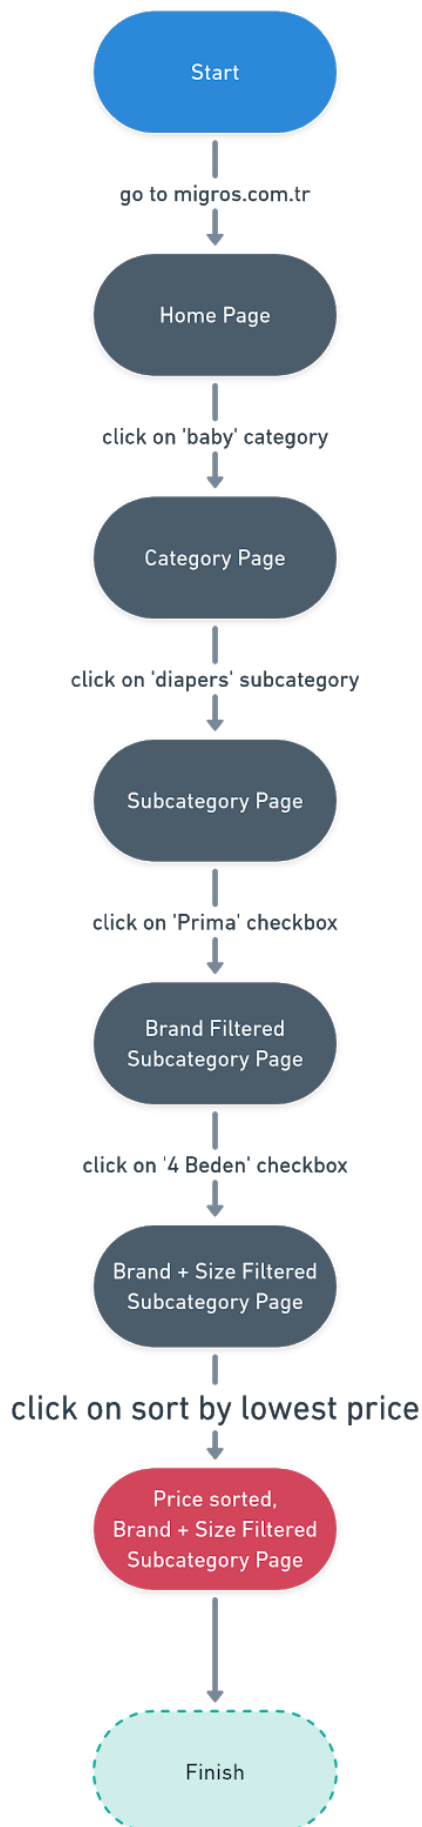 Start
go to migros.com.tr
Home Page
click on 'baby' category
Category Page
click on 'diapers' subcategory
Subcategory Page
click on 'Prima' checkbox
Brand Filtered
Subcategory Page
click on '4 Beden' checkbox
Brand + Size Filtered
Subcategory Page
click on sort by lowest price
Price sorted,
Brand + Size Filtered
Subcategory Page
Finish